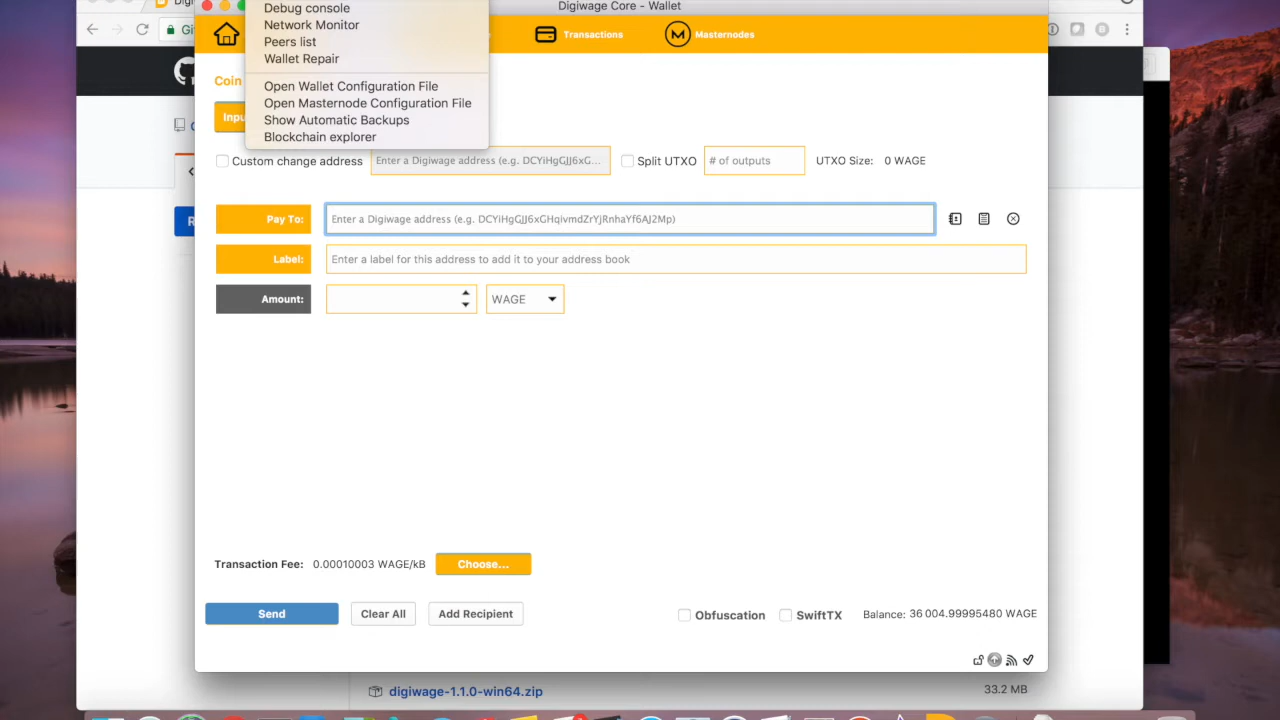 Digi
Digiwage Core - Wallet
Debug console
Network Monitor
Peers list
Wallet Repair
Open Wallet Configuration File
Open Masternode Configuration File
Show Automatic Backups
Blockchain explorer
Transactions
Masternodes
Gi
Coin
Inpu
Custom change address
Enter a Digiwage address (e.g. DCYiHgGJJ6xG...
Split UTXO
# of outputs
UTXO Size: 0 WAGE
Pay To:
Enter a Digiwage address (e.g. DCYiHgGJJ6xGHqivmdZrYjRnhaYf6AJ2Mp)
Label:
Enter a label for this address to add it to your address book
Amount:
WAGE
Transaction Fee: 0.00010003 WAGE/kB
Choose...
Send
Clear All
Add Recipient
Obfuscation
SwiftTX
Balance: 36 004.99995480 WAGE
digiwage-1.1.0-win64.zip
33.2 MB